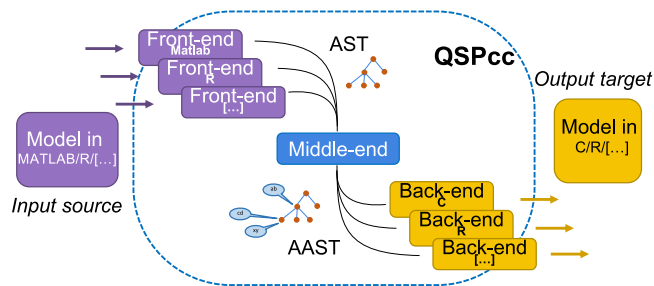 Front-end
Matlab
AST
QSPcc
Front-end
R
Output target
Front-end
[...]
Model in
MATLAB/R/[...]
Model in
C/R/[...]
Middle-end
Input source
ab
cd
xy
AAST
Back-end
C
Back-end
R
Back-end
[...]